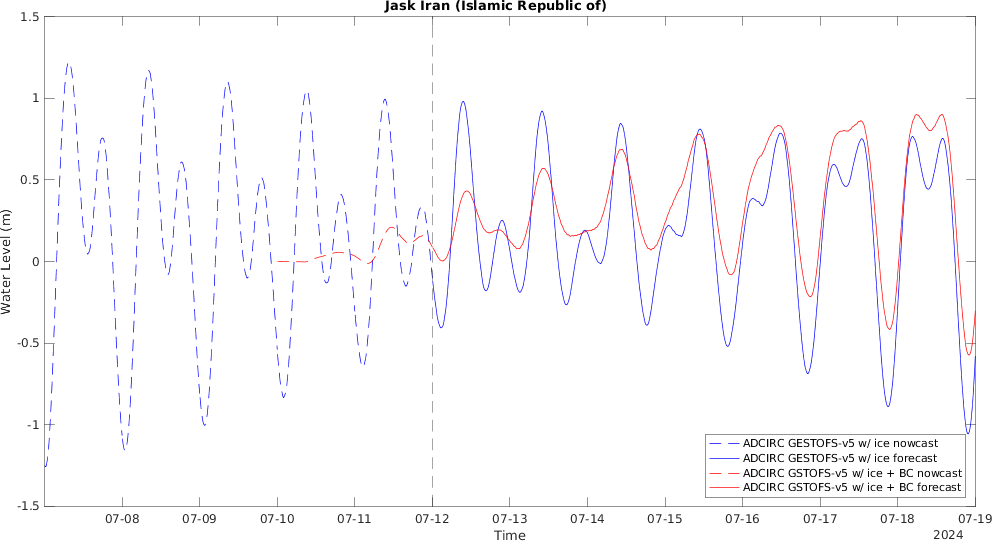 Jask Iran (Islamic Republic of)
1.5
1
0.5
0
-0.5
-1
-1.5
Water Level (m)
07-08 07-09 07-10 07-11 07-12 07-13 07-14 07-15 07-16 07-17 07-18 07-19
Time
2024
ADCIRC GESTOFS-v5 w/ ice nowcast
ADCIRC GESTOFS-v5 w/ ice forecast
ADCIRC GSTOFS-v5 w/ ice + BC nowcast
ADCIRC GSTOFS-v5 w/ ice + BC forecast